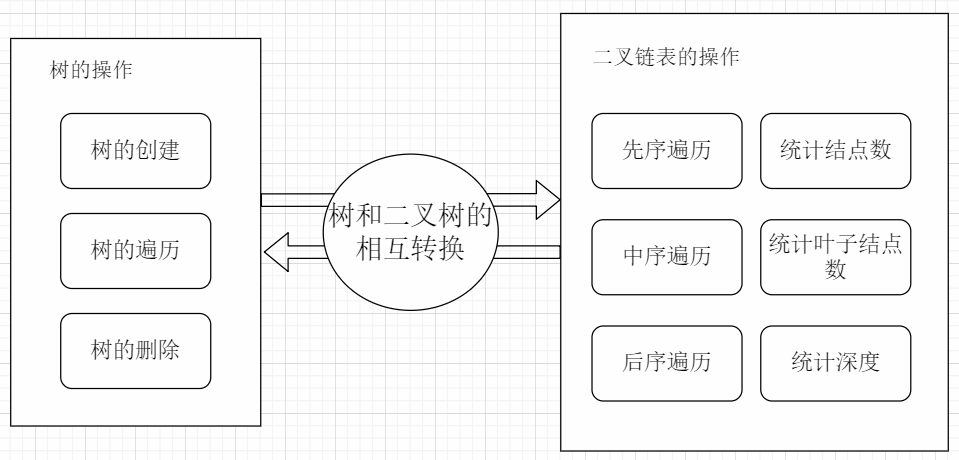 树的操作
树的创建
树的遍历
树的删除
树和二叉树的
相互转换
二叉链表的操作
先序遍历
统计结点数
中序遍历
统计叶子结点
数
后序遍历
统计深度